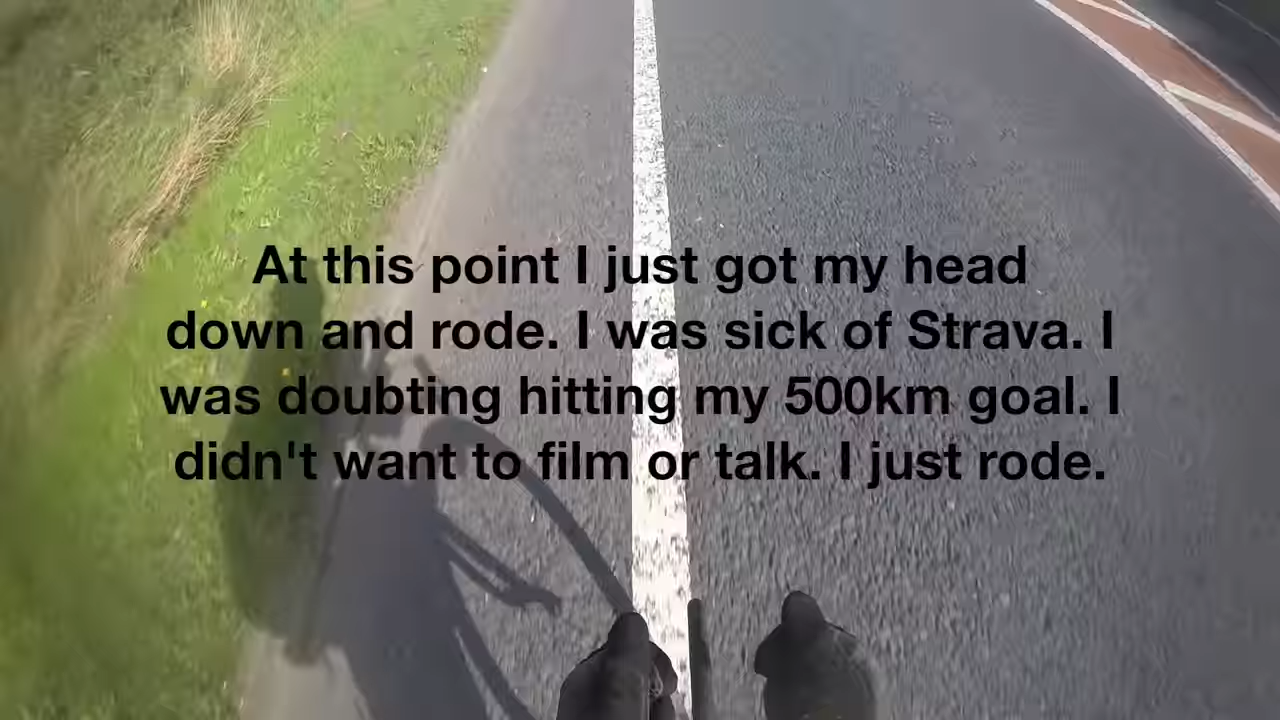 At this point I just got my head
down and rode. I was sick of Strava. I
was doubting hitting my 500km goal. I
didn't want to film or talk. I just rode.